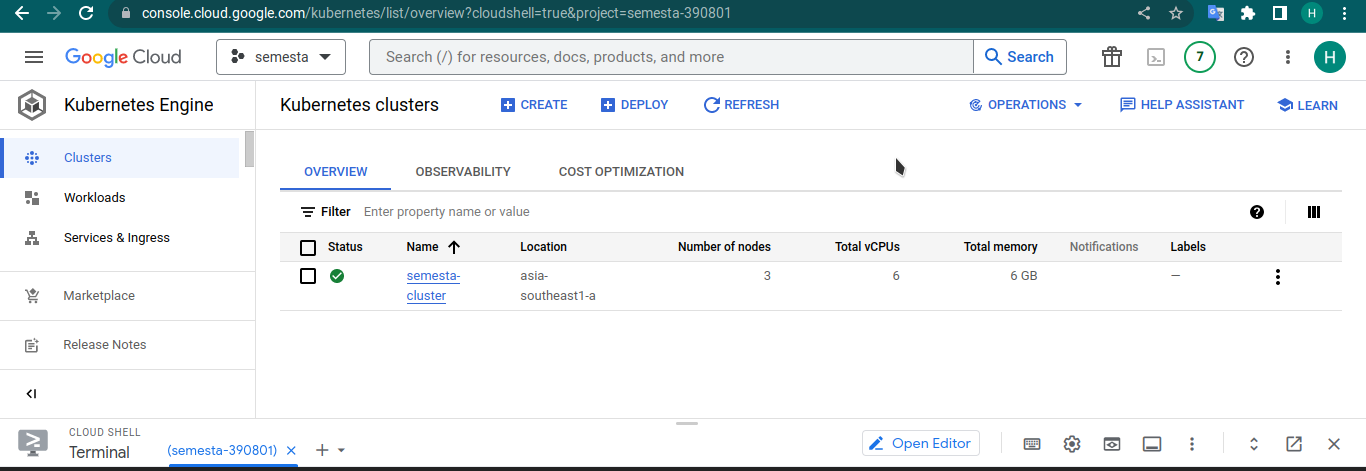 console.cloud.google.com/kubernetes/list/overview?cloudshell=true&project=semesta-390801
H
Google Cloud
semesta
Search (/) for resources, docs, products, and more
Search
7
H
Kubernetes Engine
Kubernetes clusters
CREATE
DEPLOY
REFRESH
OPERATIONS
HELP ASSISTANT
LEARN
Clusters
Workloads
Services & Ingress
Marketplace
Release Notes
OVERVIEW
OBSERVABILITY
COST OPTIMIZATION
Filter Enter property name or value
Status Name Location Number of nodes Total vCPUs Total memory Notifications Labels
semesta-
cluster
asia-
southeast1-a
3
6
6 GB
—
CLOUD SHELL
Terminal
(semesta-390801)
Open Editor